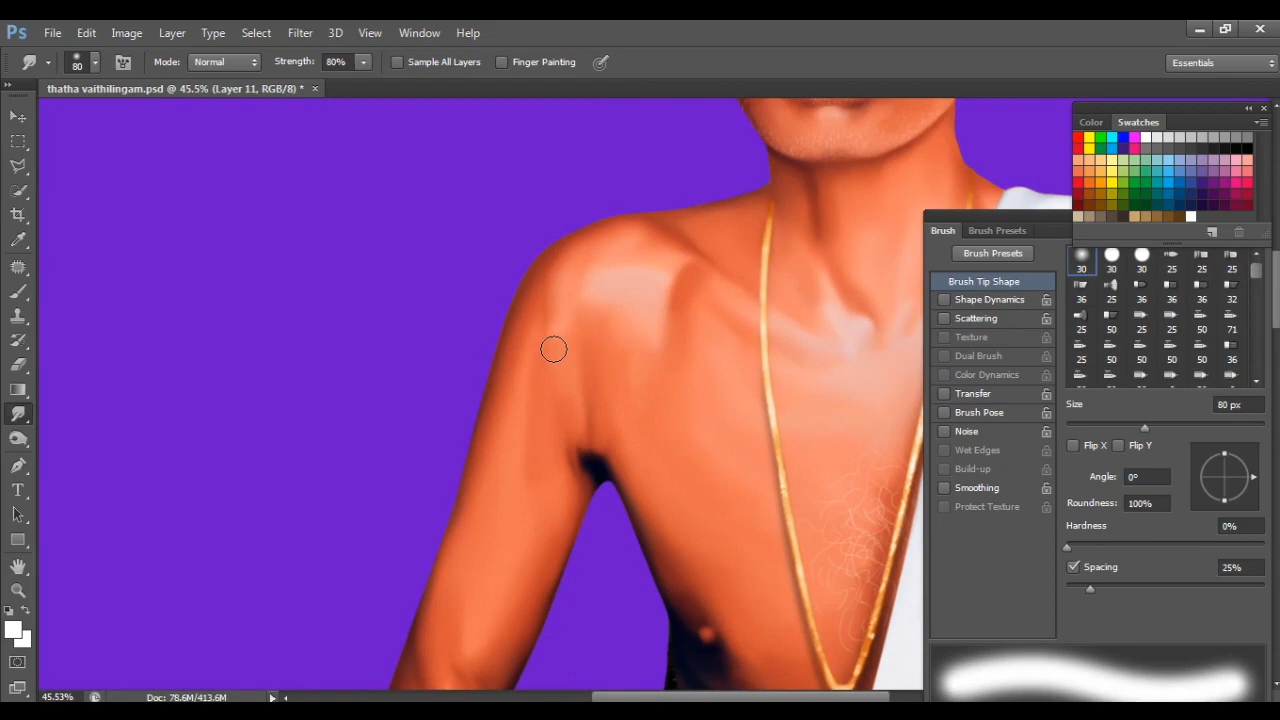 Ps File Edit Image Layer Type Select Filter 3D View Window Help
80 Mode: Normal Strength: 80% Sample All Layers Finger Painting Essentials
thatha vaithilingam.psd @ 45.5% (Layer 11, RGB/8) * ×
Color Swatches
Brush Brush Presets
Brush Presets
30 30 30 25 25 25
Brush Tip Shape
Shape Dynamics
36 25 36 36 36 32
Scattering
25 50 25 25 50 71
Texture
Dual Brush
25 50 50 50 50 36
Color Dynamics
Transfer
Size 80 px
Brush Pose
Noise
Flip X Flip Y
Wet Edges
Build-up
Angle: 0°
Smoothing
Roundness: 100%
Protect Texture
Hardness 0%
Spacing 25%
T
45.53% Doc: 78.6M/413.6M